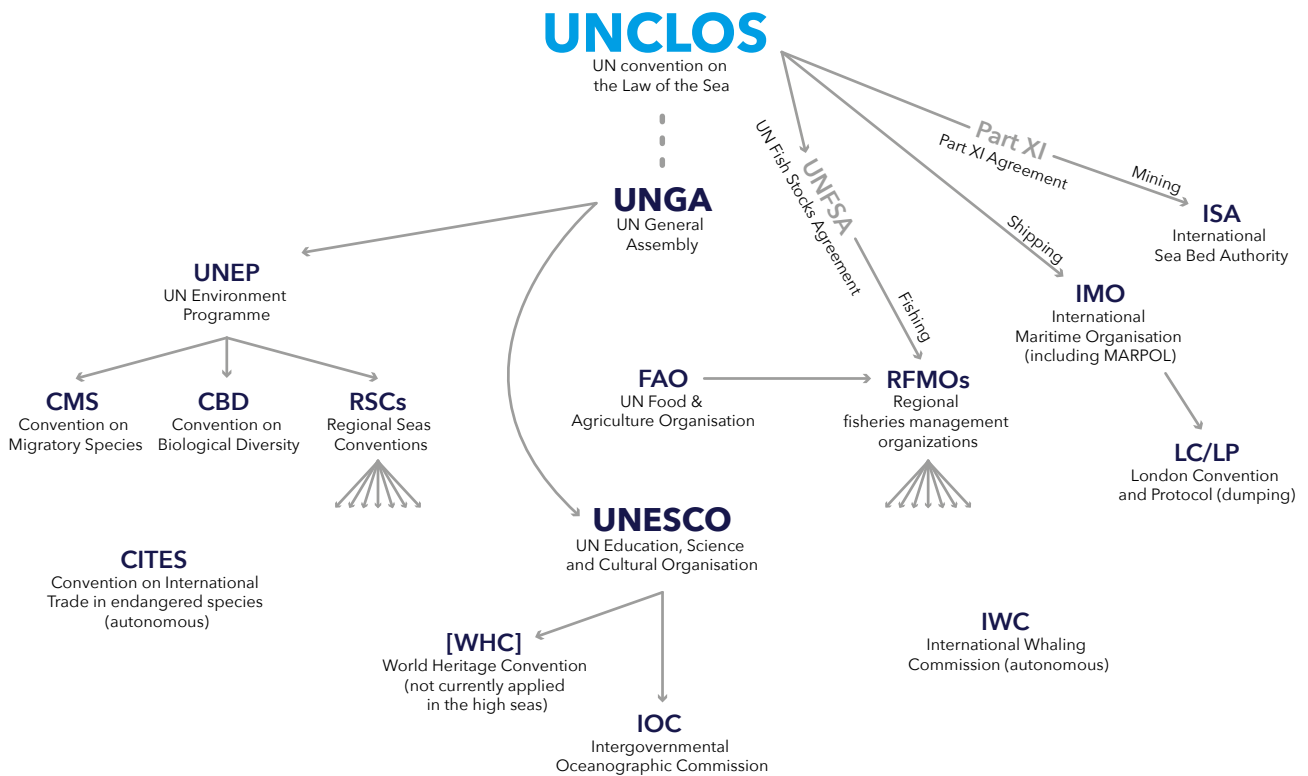 UNCLOS
UN convention on
the Law of the Sea
Part XI
Part XI Agreement
Mining
ISA
International
Sea Bed Authority
UNFSA
UN Fish Stocks Agreement
Fishing
Shipping
UNGA
UN General
Assembly
UNEP
UN Environment
Programme
IMO
International
Maritime Organisation
(including MARPOL)
CMS
Convention on
Migratory Species
CBD
Convention on
Biological Diversity
RSCs
Regional Seas
Conventions
FAO
UN Food &
Agriculture Organisation
RFMOs
Regional
fisheries management
organizations
LC/LP
London Convention
and Protocol (dumping)
UNESCO
UN Education, Science
and Cultural Organisation
CITES
Convention on International
Trade in endangered species
(autonomous)
[WHC]
World Heritage Convention
(not currently applied
in the high seas)
IWC
International Whaling
Commission (autonomous)
IOC
Intergovernmental
Oceanographic Commission